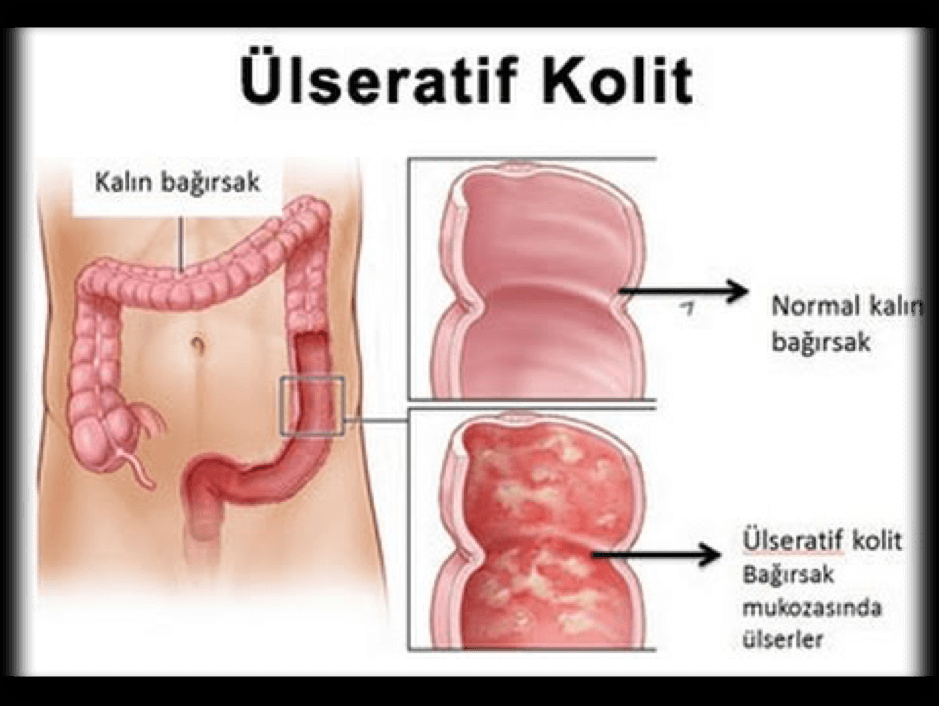 Ülseratif Kolit
Kalın bağırsak
Normal kalın
bağırsak
Ülseratif kolit
Bağırsak
mukozasında
ülserler